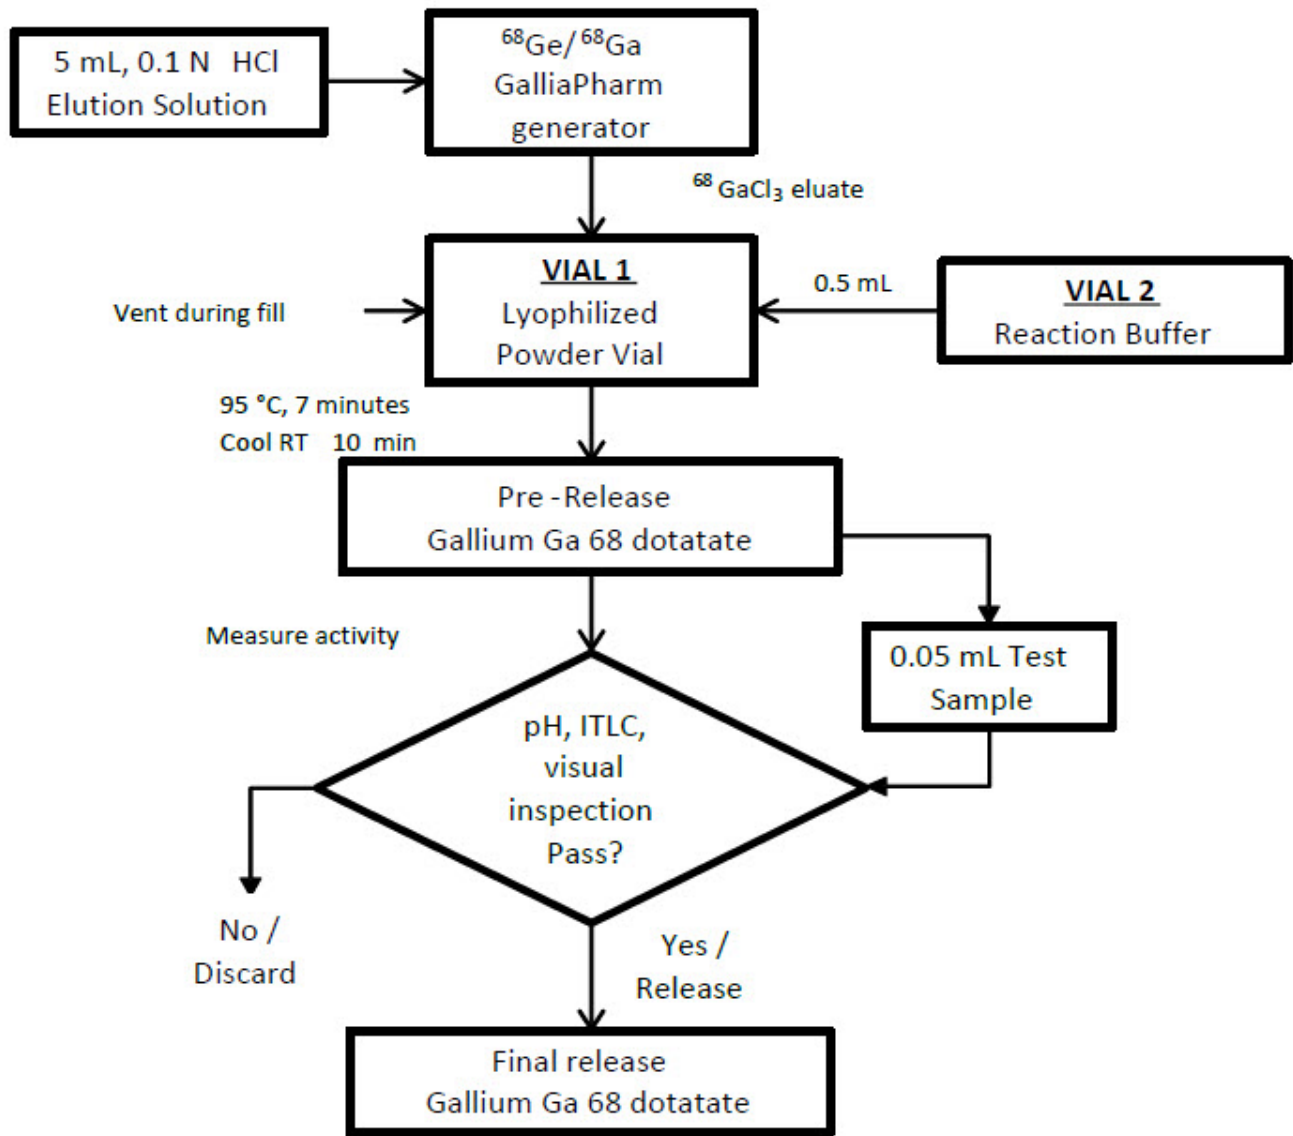 5 mL, 0.1 N HCl
Elution Solution
⁶⁸Ge/⁶⁸Ga
GalliaPharm
generator
⁶⁸GaCl₃ eluate
Vent during fill
VIAL 1
Lyophilized
Powder Vial
0.5 mL
VIAL 2
Reaction Buffer
95 °C, 7 minutes
Cool RT 10 min
Pre-Release
Gallium Ga 68 dotatate
Measure activity
0.05 mL Test
Sample
pH, ITLC,
visual
inspection
Pass?
No /
Discard
Yes /
Release
Final release
Gallium Ga 68 dotatate